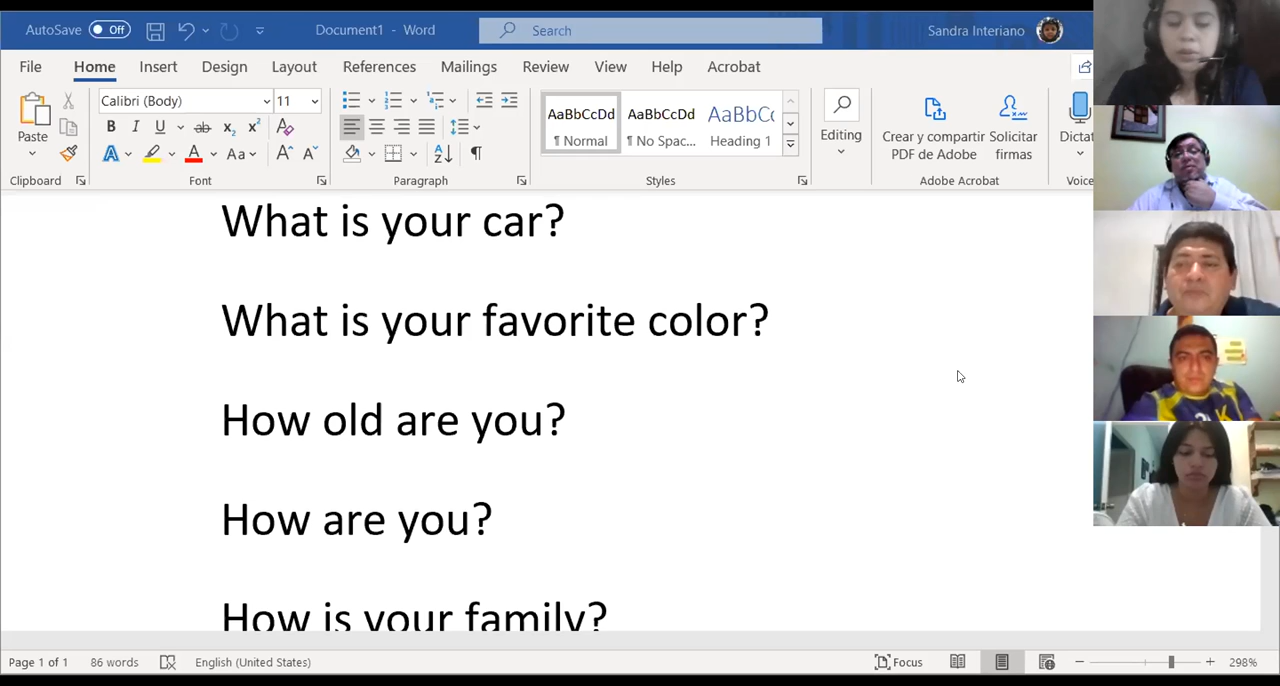 AutoSave Off Document1 - Word Search Sandra Interiano
File Home Insert Design Layout References Mailings Review View Help Acrobat
Paste
Calibri (Body) 11
Editing
Crear y compartir PDF de Adobe
Solicitar firmas
Dictat
AaBbCcDd AaBbCcDd AaBbCc
¶ Normal ¶ No Spac... Heading 1
Clipboard Font Paragraph Styles Adobe Acrobat Voice
What is your car?
What is your favorite color?
How old are you?
How are you?
How is your family?
Page 1 of 1 86 words English (United States) Focus 298%